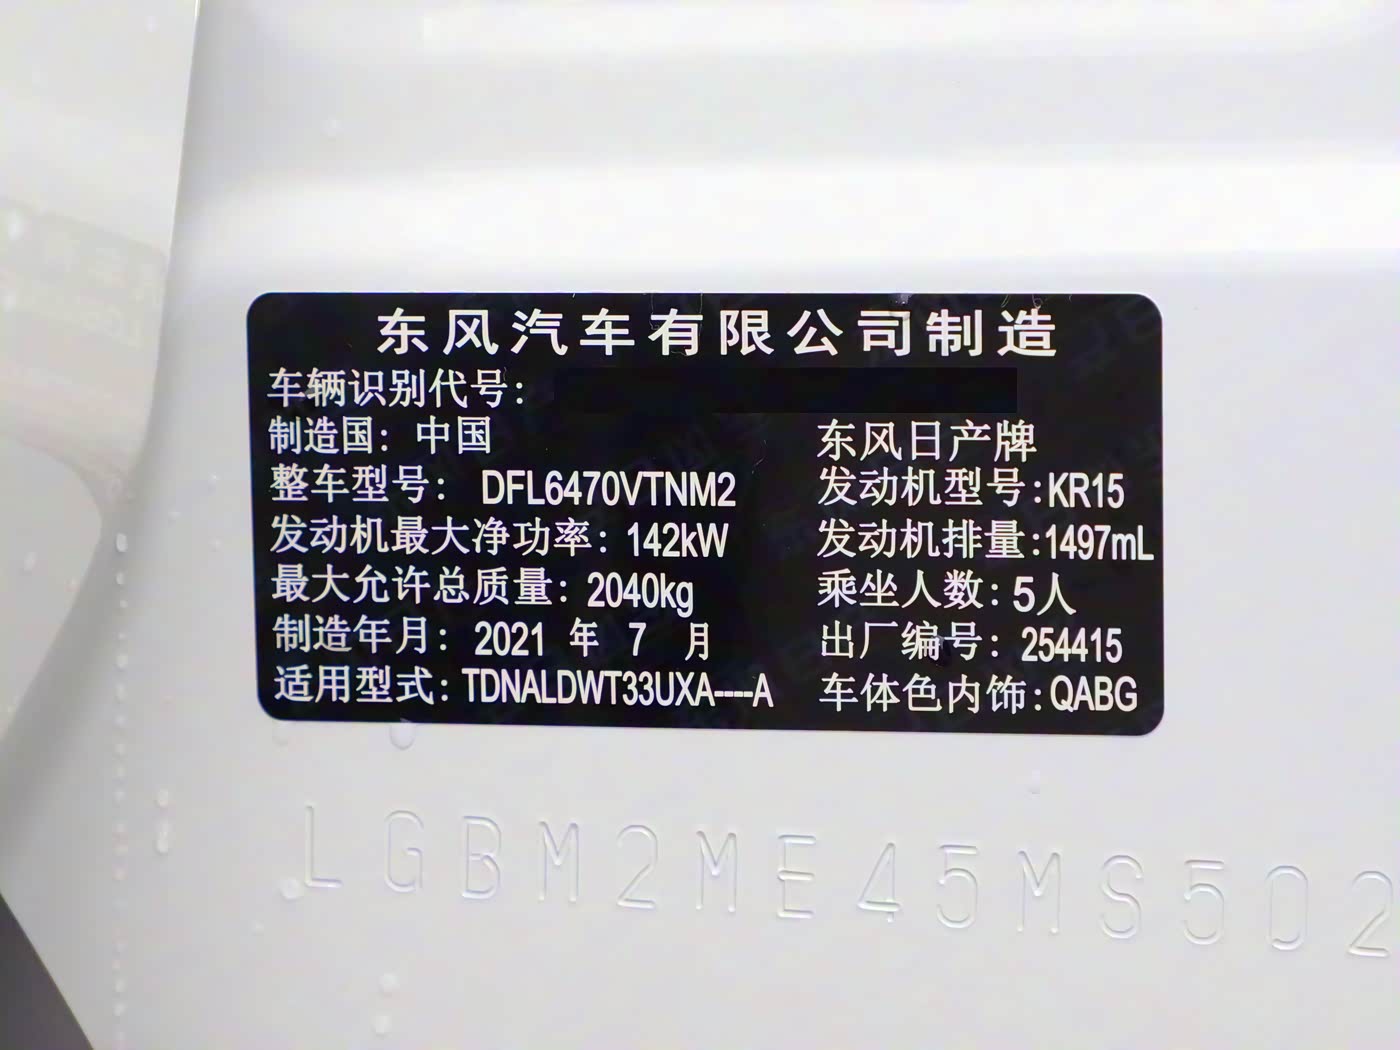 东风汽车有限公司制造
车辆识别代号：
制造国：中国 东风日产牌
整车型号：DFL6470VTNM2 发动机型号：KR15
发动机最大净功率：142kW 发动机排量：1497mL
最大允许总质量：2040kg 乘坐人数：5人
制造年月：2021 年 7 月 出厂编号：254415
适用型式：TDNALDWT33UXA----A 车体色内饰：QABG
LGBM2ME45MS502